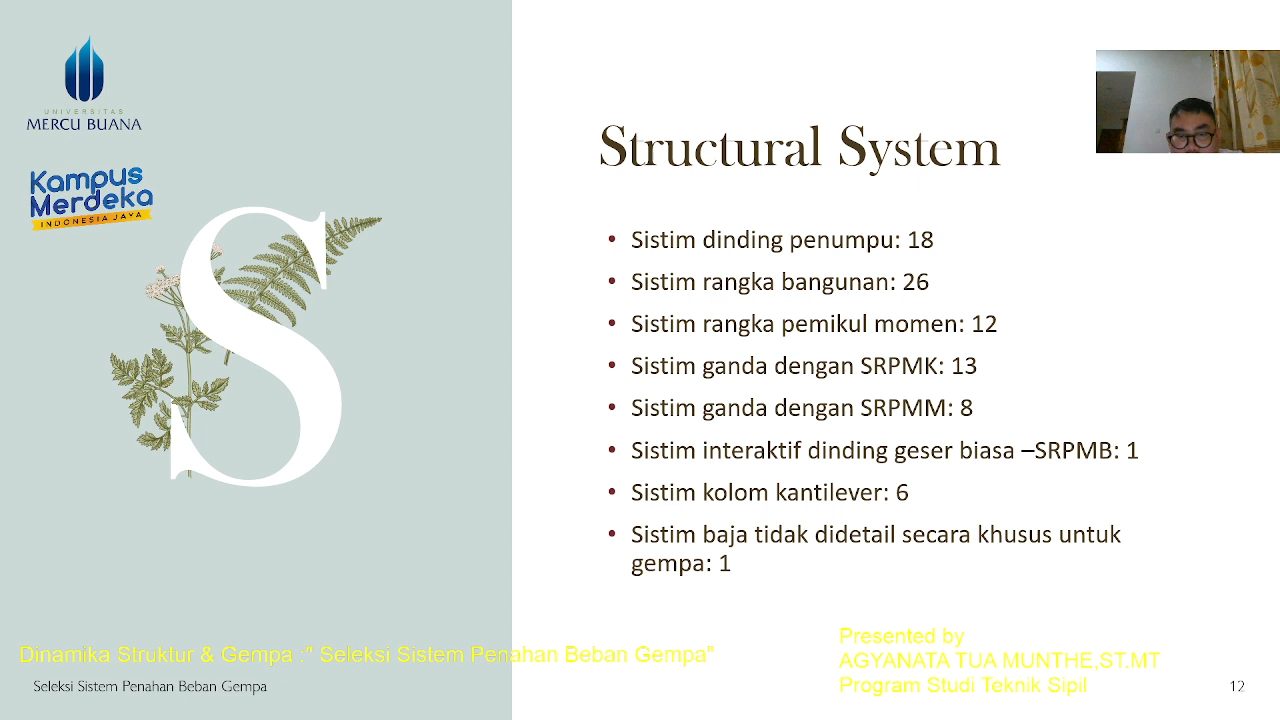 UNIVERSITAS
MERCU BUANA
Kampus
Merdeka
INDONESIA JAYA
S
Structural System
• Sistim dinding penumpu: 18
• Sistim rangka bangunan: 26
• Sistim rangka pemikul momen: 12
• Sistim ganda dengan SRPMK: 13
• Sistim ganda dengan SRPMM: 8
• Sistim interaktif dinding geser biasa –SRPMB: 1
• Sistim kolom kantilever: 6
• Sistim baja tidak didetail secara khusus untuk
gempa: 1
Dinamika Struktur & Gempa :" Seleksi Sistem Penahan Beban Gempa"
Seleksi Sistem Penahan Beban Gempa
Presented by
AGYANATA TUA MUNTHE,ST.MT
Program Studi Teknik Sipil
12